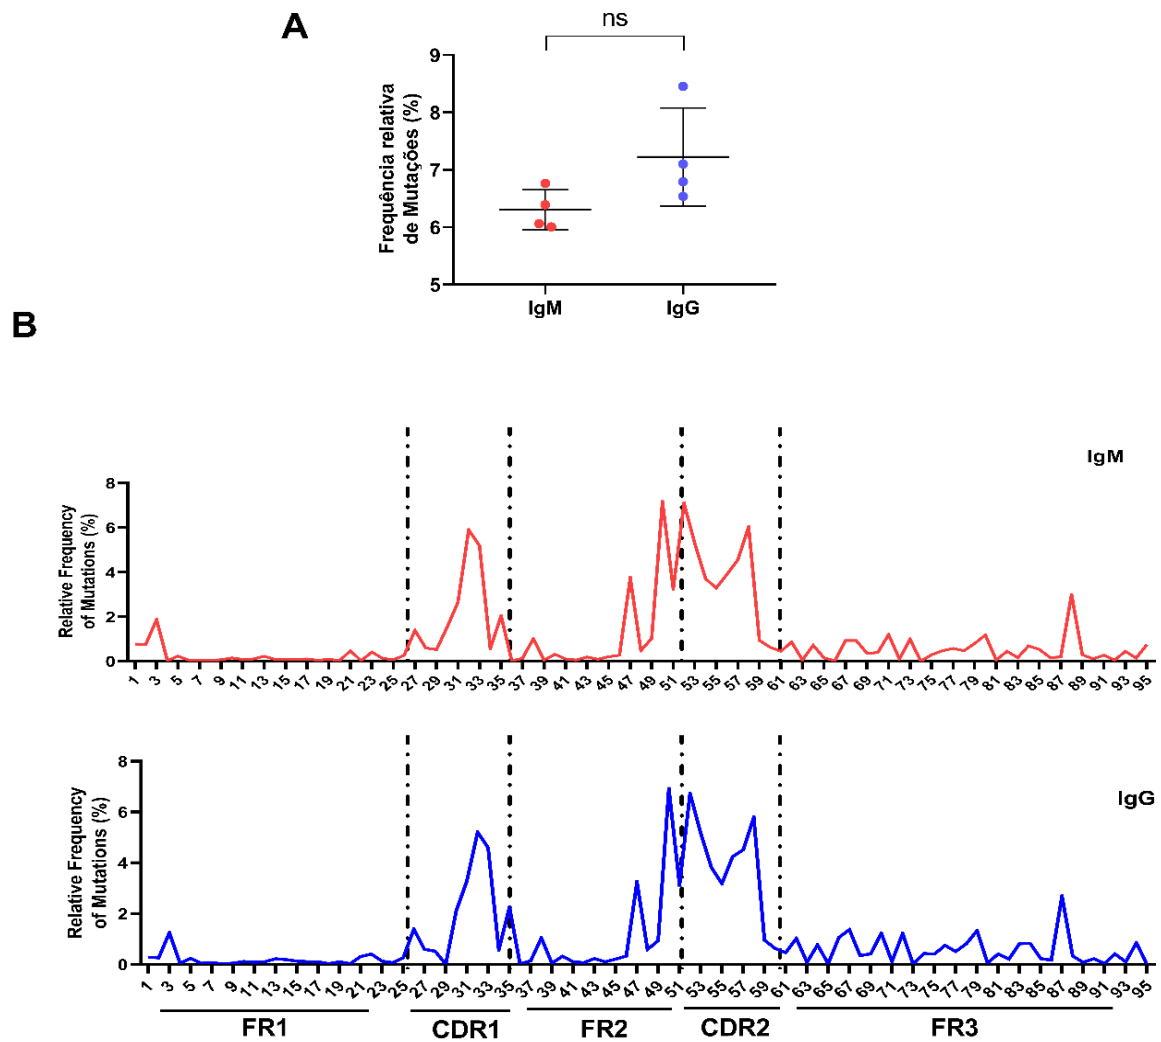 A
ns
Frequência relativa
de Mutações (%)
9
8
7
6
5
IgM IgG
B
IgM
Relative Frequency
of Mutations (%)
8
6
4
2
0
1 3 5 7 9 11 13 15 17 19 21 23 25 27 29 31 33 35 37 39 41 43 45 47 49 51 53 55 57 59 61 63 65 67 69 71 73 75 77 79 81 83 85 87 89 91 93 95
IgG
Relative Frequency
of Mutations (%)
8
6
4
2
0
1 3 5 7 9 11 13 15 17 19 21 23 25 27 29 31 33 35 37 39 41 43 45 47 49 51 53 55 57 59 61 63 65 67 69 71 73 75 77 79 81 83 85 87 89 91 93 95
FR1 CDR1 FR2 CDR2 FR3